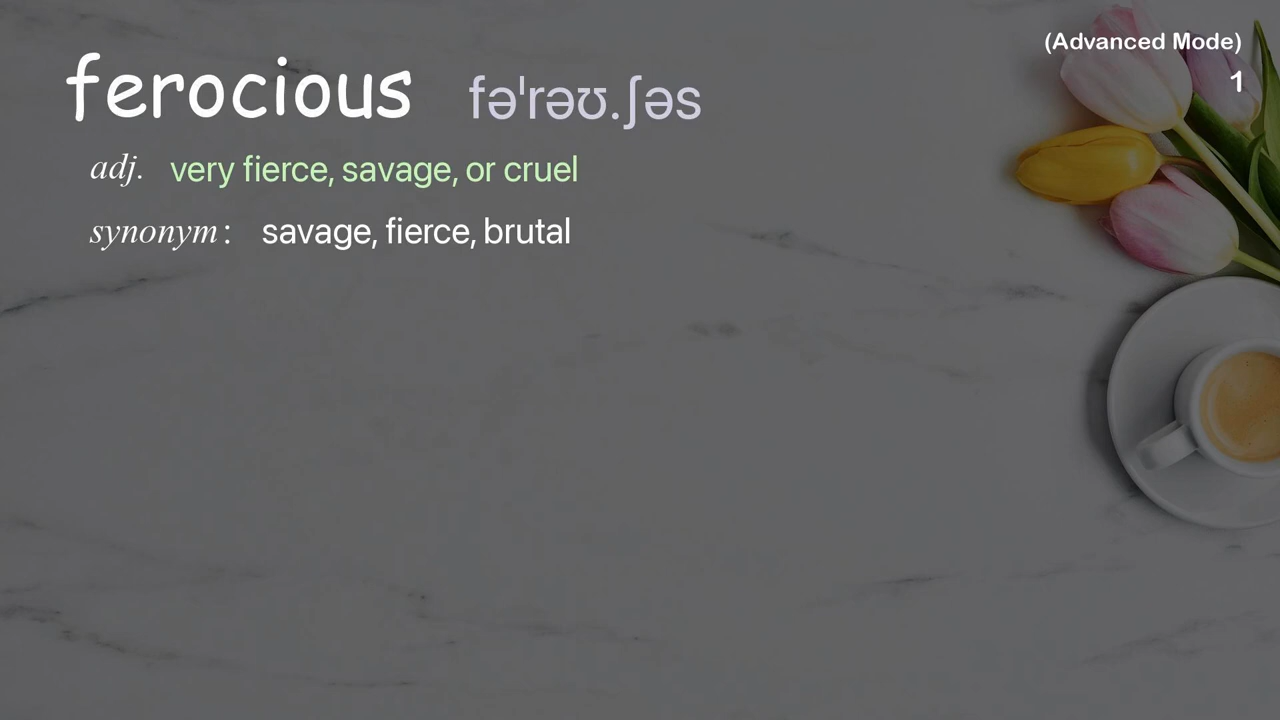 (Advanced Mode)
1
ferocious fəˈrəʊ.ʃəs
adj. very fierce, savage, or cruel
synonym: savage, fierce, brutal